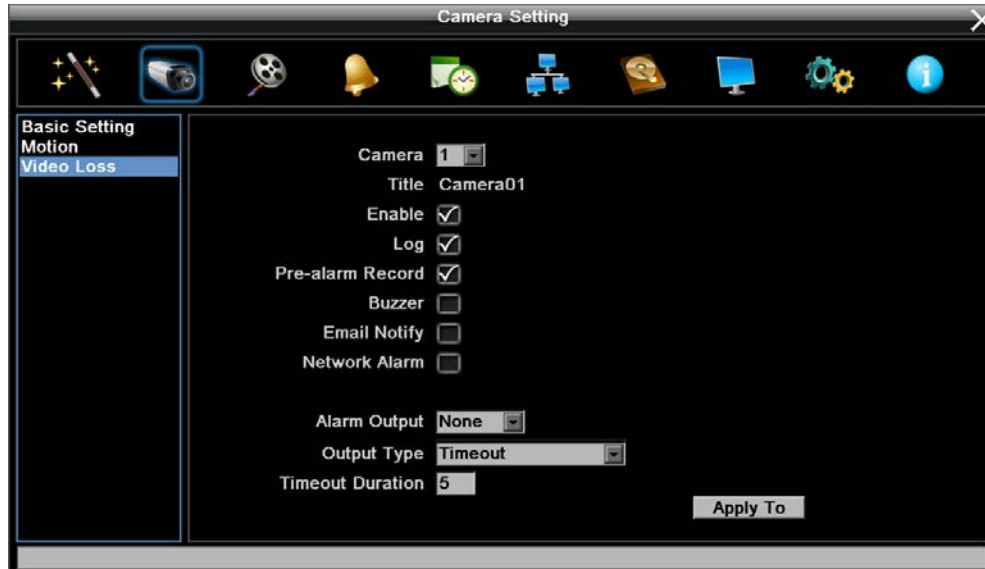 Camera Setting
Basic Setting
Motion
Video Loss
Camera 1
Title Camera01
Enable
Log
Pre-alarm Record
Buzzer
Email Notify
Network Alarm
Alarm Output None
Output Type Timeout
Timeout Duration 5
Apply To